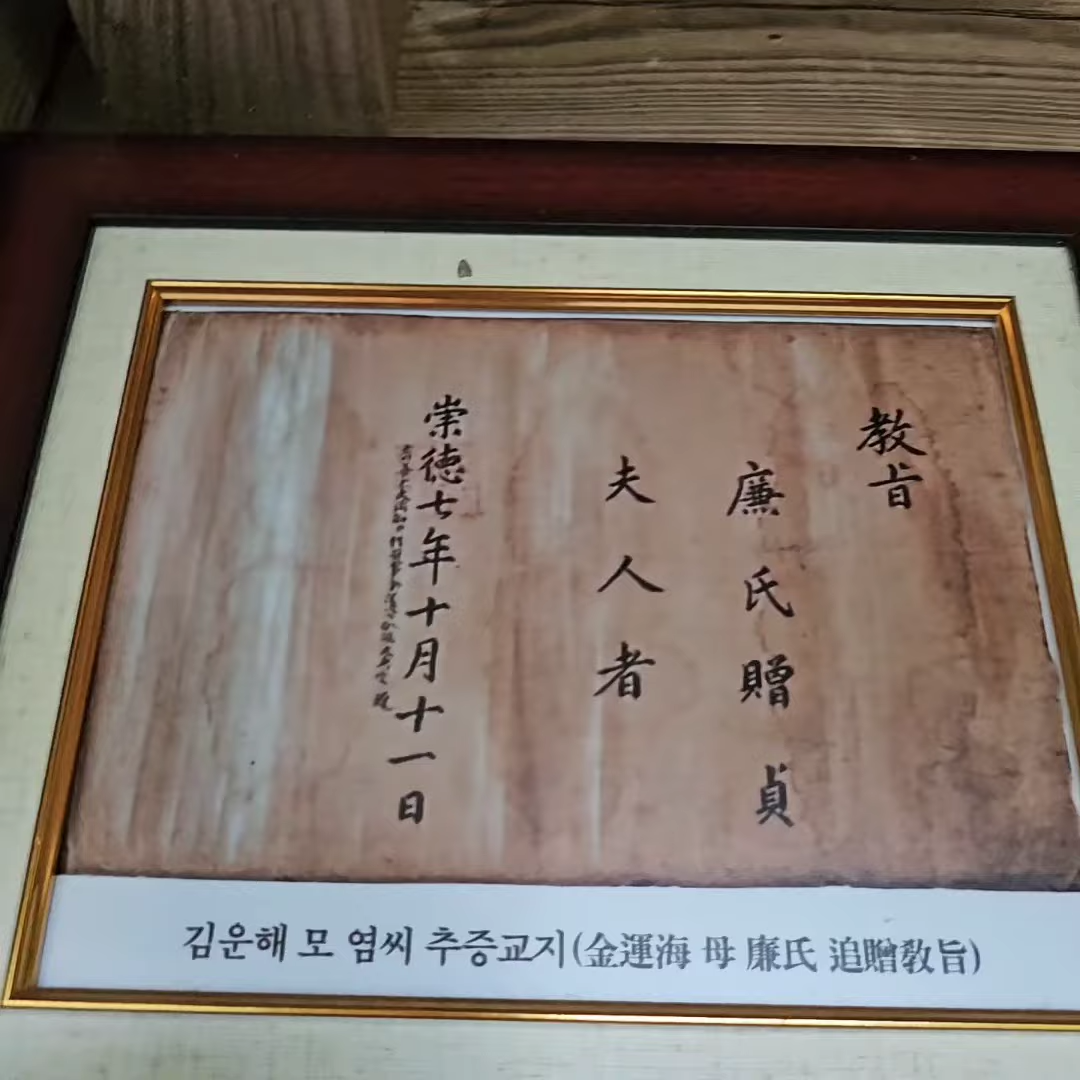 教旨
廉氏贈貞
夫人者
崇德七年十月十一日
김운해 모 염씨 추증교지(金運海 母 廉氏 追贈敎旨)